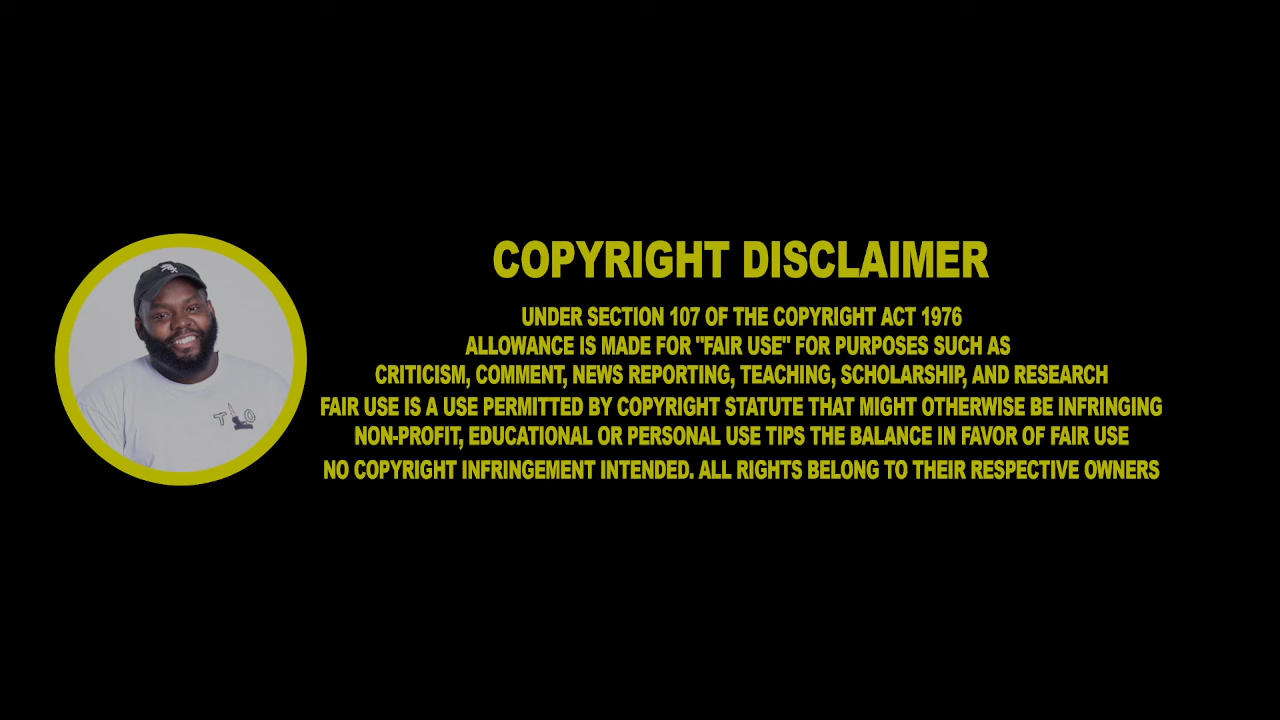 COPYRIGHT DISCLAIMER
UNDER SECTION 107 OF THE COPYRIGHT ACT 1976
ALLOWANCE IS MADE FOR "FAIR USE" FOR PURPOSES SUCH AS
CRITICISM, COMMENT, NEWS REPORTING, TEACHING, SCHOLARSHIP, AND RESEARCH
FAIR USE IS A USE PERMITTED BY COPYRIGHT STATUTE THAT MIGHT OTHERWISE BE INFRINGING
NON-PROFIT, EDUCATIONAL OR PERSONAL USE TIPS THE BALANCE IN FAVOR OF FAIR USE
NO COPYRIGHT INFRINGEMENT INTENDED. ALL RIGHTS BELONG TO THEIR RESPECTIVE OWNERS